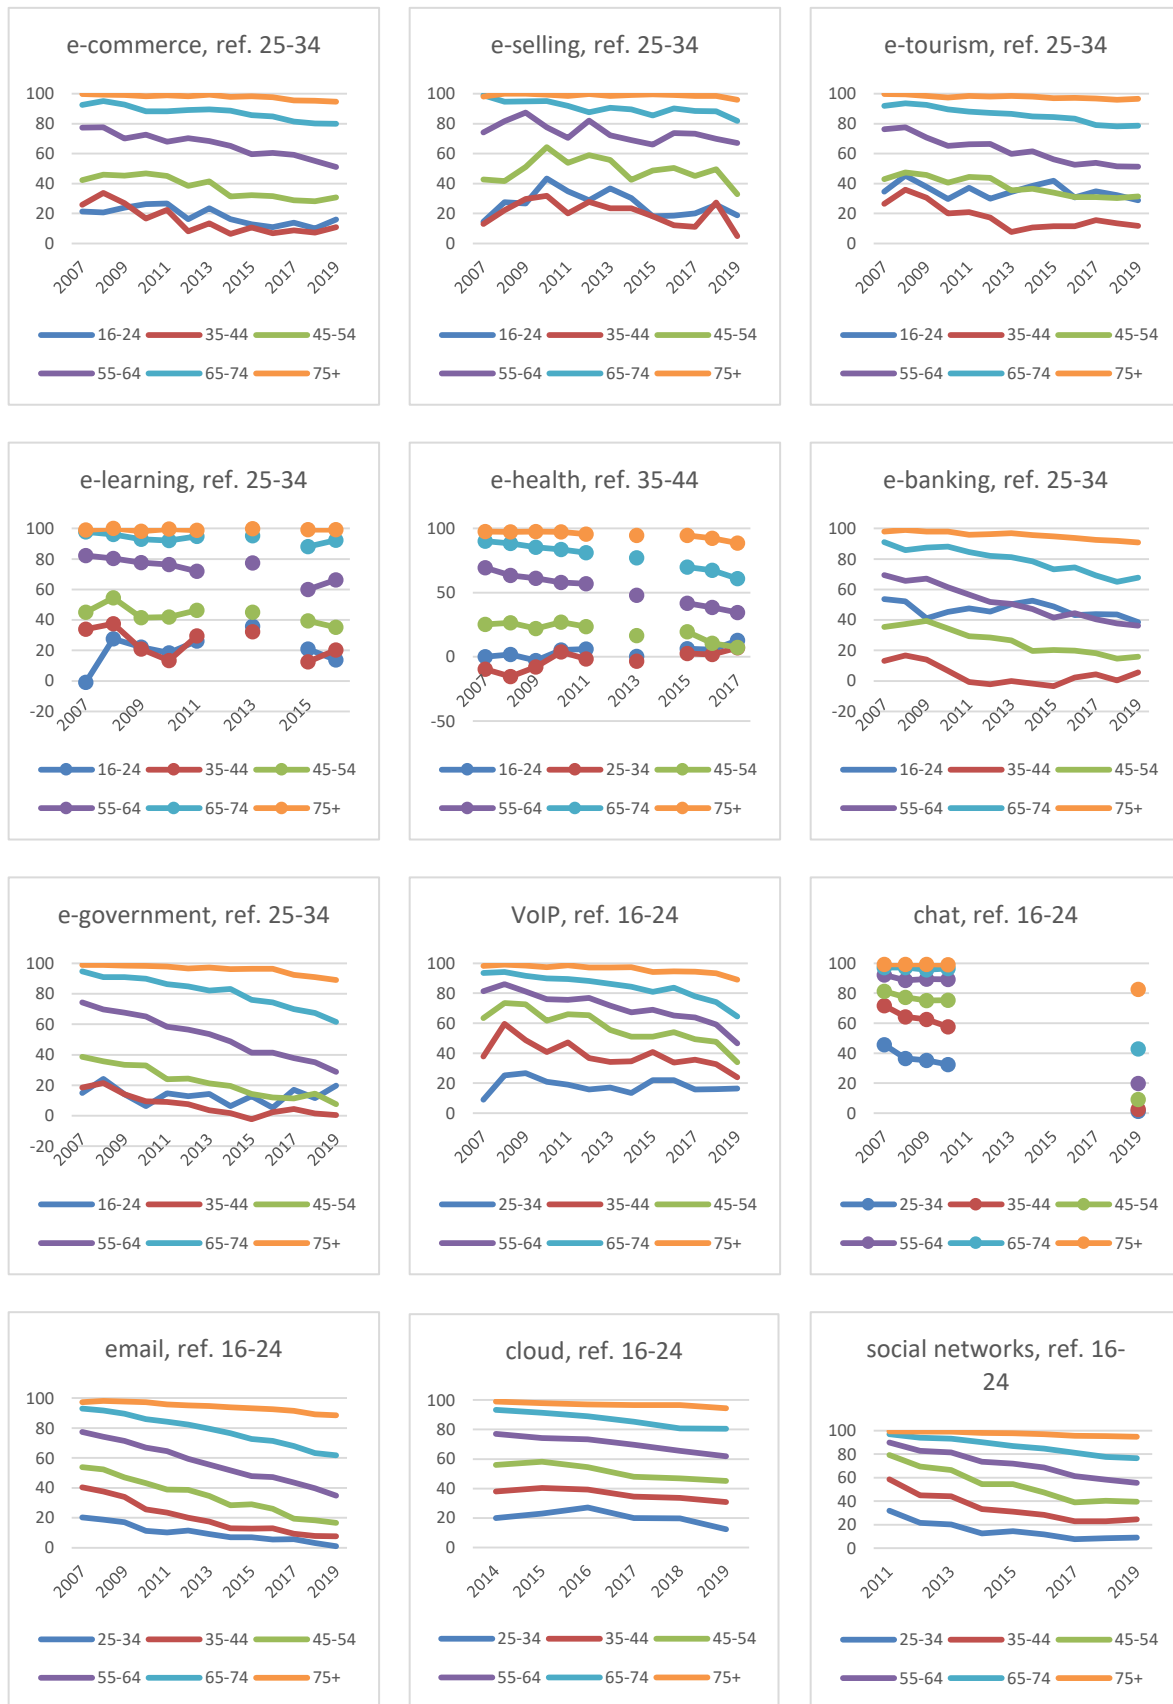 e-commerce, ref. 25-34
100
80
60
40
20
0
2007 2009 2011 2013 2015 2017 2019
16-24 35-44 45-54
55-64 65-74 75+
e-selling, ref. 25-34
100
80
60
40
20
0
2007 2009 2011 2013 2015 2017 2019
16-24 35-44 45-54
55-64 65-74 75+
e-tourism, ref. 25-34
100
80
60
40
20
0
2007 2009 2011 2013 2015 2017 2019
16-24 35-44 45-54
55-64 65-74 75+
e-learning, ref. 25-34
100
80
60
40
20
0
-20
2007 2009 2011 2013 2015
16-24 35-44 45-54
55-64 65-74 75+
e-health, ref. 35-44
100
50
0
-50
2007 2009 2011 2013 2015 2017
16-24 25-34 45-54
55-64 65-74 75+
e-banking, ref. 25-34
100
80
60
40
20
0
-20
2007 2009 2011 2013 2015 2017 2019
16-24 35-44 45-54
55-64 65-74 75+
e-government, ref. 25-34
100
80
60
40
20
0
-20
2007 2009 2011 2013 2015 2017 2019
16-24 35-44 45-54
55-64 65-74 75+
VoIP, ref. 16-24
100
80
60
40
20
0
2007 2009 2011 2013 2015 2017 2019
25-34 35-44 45-54
55-64 65-74 75+
chat, ref. 16-24
100
80
60
40
20
0
2007 2009 2011 2013 2015 2017 2019
25-34 35-44 45-54
55-64 65-74 75+
email, ref. 16-24
100
80
60
40
20
0
2007 2009 2011 2013 2015 2017 2019
25-34 35-44 45-54
55-64 65-74 75+
cloud, ref. 16-24
100
80
60
40
20
0
2014 2015 2016 2017 2018 2019
25-34 35-44 45-54
55-64 65-74 75+
social networks, ref. 16-
24
100
80
60
40
20
0
2011 2013 2015 2017 2019
25-34 35-44 45-54
55-64 65-74 75+